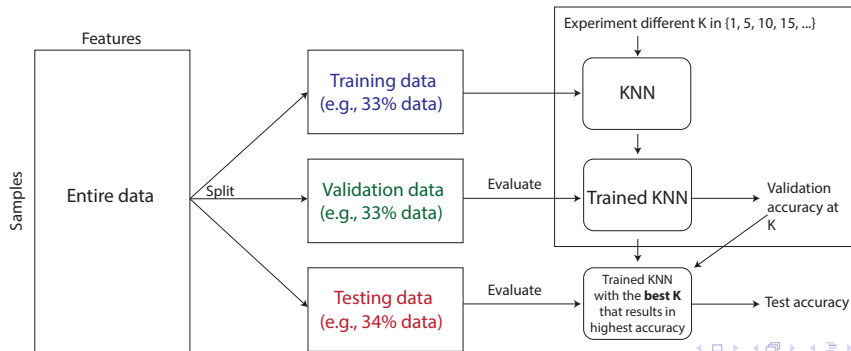 Experiment different K in {1, 5, 10, 15, ...}
Features
Samples
Entire data
Split
Training data
(e.g., 33% data)
KNN
Validation data
(e.g., 33% data)
Evaluate
Trained KNN
Validation
accuracy at
K
Testing data
(e.g., 34% data)
Evaluate
Trained KNN
with the best K
that results in
highest accuracy
Test accuracy